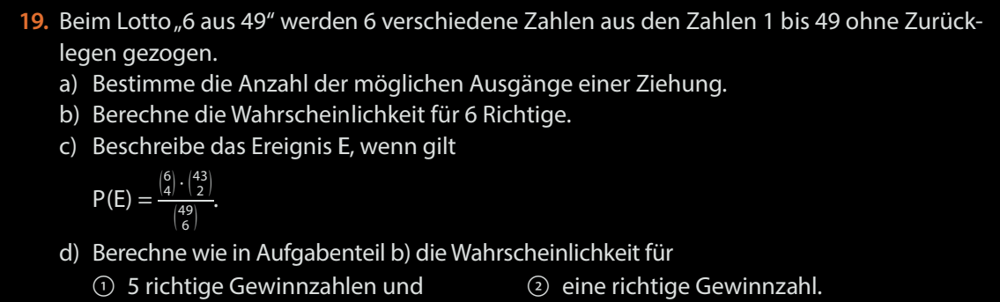 19. Beim Lotto „6 aus 49“ werden 6 verschiedene Zahlen aus den Zahlen 1 bis 49 ohne Zurück-
legen gezogen.
a) Bestimme die Anzahl der möglichen Ausgänge einer Ziehung.
b) Berechne die Wahrscheinlichkeit für 6 Richtige.
c) Beschreibe das Ereignis E, wenn gilt
P(E) = \frac{\binom{6}{4} \cdot \binom{43}{2}}{\binom{49}{6}}.
d) Berechne wie in Aufgabenteil b) die Wahrscheinlichkeit für
① 5 richtige Gewinnzahlen und ② eine richtige Gewinnzahl.